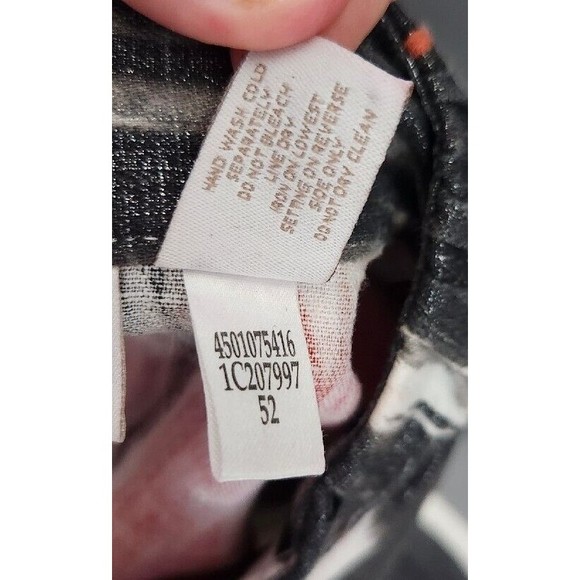 HAND WASH COLD
SEPARATELY
DO NOT BLEACH
LINE DRY
IRON ON LOWEST
SETTING ON REVERSE
SIDE ONLY
DO NOT DRY CLEAN
4501075416
1C207997
52